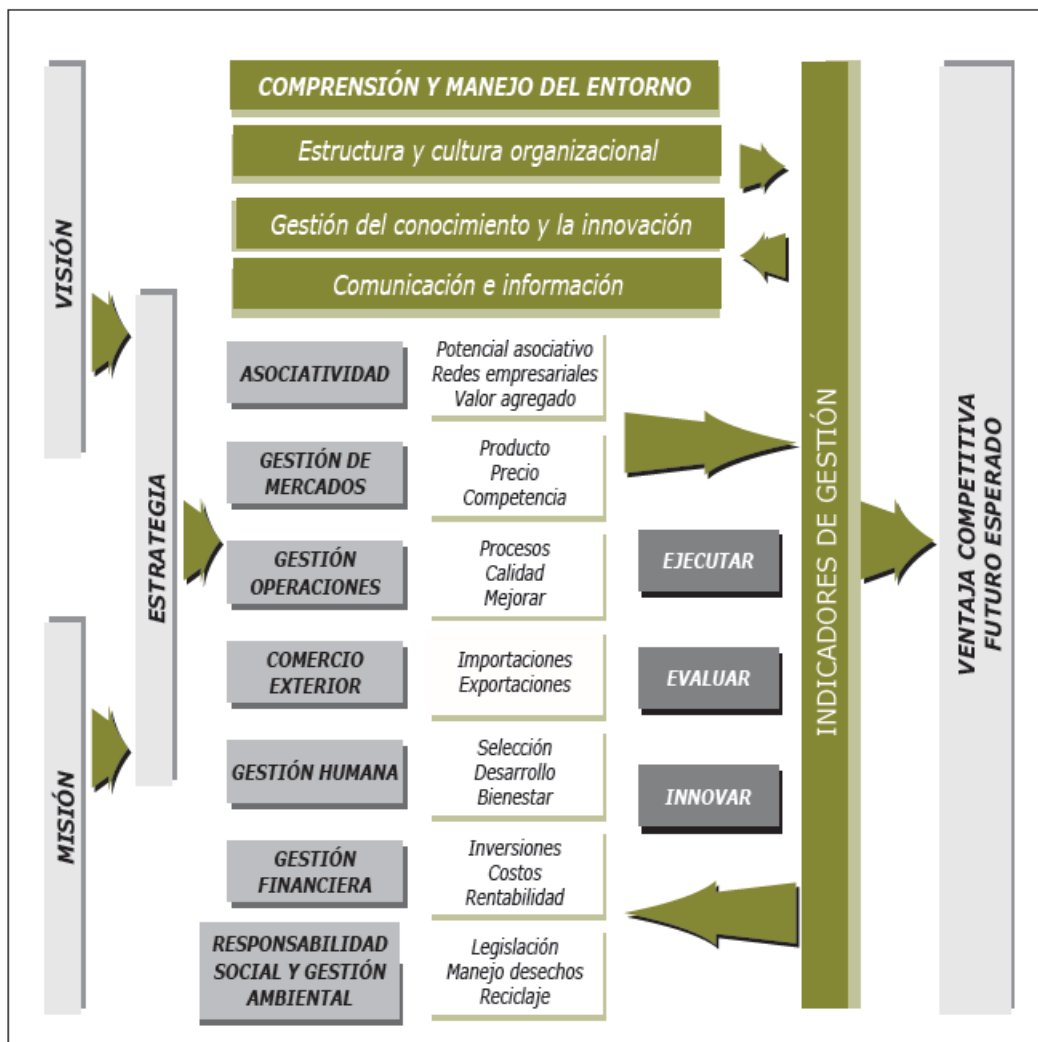 VISIÓN
MISIÓN
ESTRATEGIA
COMPRENSIÓN Y MANEJO DEL ENTORNO
Estructura y cultura organizacional
Gestión del conocimiento y la innovación
Comunicación e información
ASOCIATIVIDAD
Potencial asociativo
Redes empresariales
Valor agregado
GESTIÓN DE
MERCADOS
Producto
Precio
Competencia
GESTIÓN
OPERACIONES
Procesos
Calidad
Mejorar
COMERCIO
EXTERIOR
Importaciones
Exportaciones
GESTIÓN HUMANA
Selección
Desarrollo
Bienestar
GESTIÓN
FINANCIERA
Inversiones
Costos
Rentabilidad
RESPONSABILIDAD
SOCIAL Y GESTIÓN
AMBIENTAL
Legislación
Manejo desechos
Reciclaje
EJECUTAR
EVALUAR
INNOVAR
INDICADORES DE GESTIÓN
VENTAJA COMPETITIVA
FUTURO ESPERADO